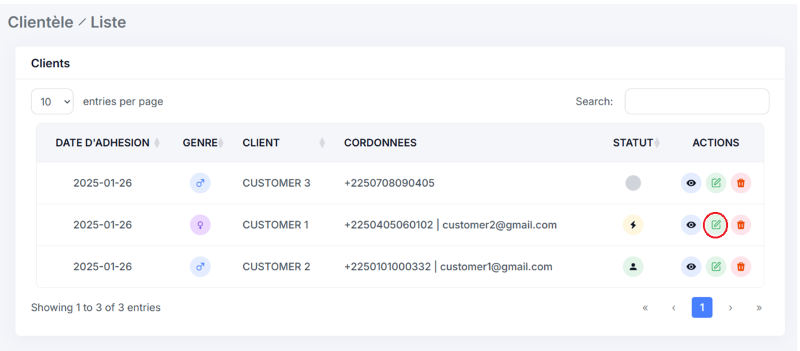 Clientèle / Liste
Clients
10 entries per page Search:
DATE D'ADHESION GENRE CLIENT CORDONNEES STATUT ACTIONS
2025-01-26 CUSTOMER 3 +2250708090405
2025-01-26 CUSTOMER 1 +2250405060102 | customer2@gmail.com
2025-01-26 CUSTOMER 2 +2250101000332 | customer1@gmail.com
Showing 1 to 3 of 3 entries « ‹ 1 › »